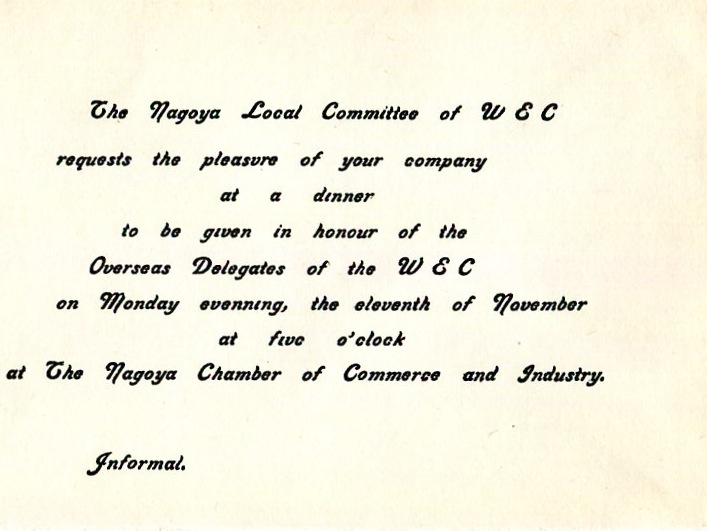 The Nagoya Local Committee of W E C
requests the pleasure of your company
at a dinner
to be given in honour of the
Overseas Delegates of the W E C
on Monday evenning, the eleventh of November
at five o'clock
at The Nagoya Chamber of Commerce and Industry.
Informal.